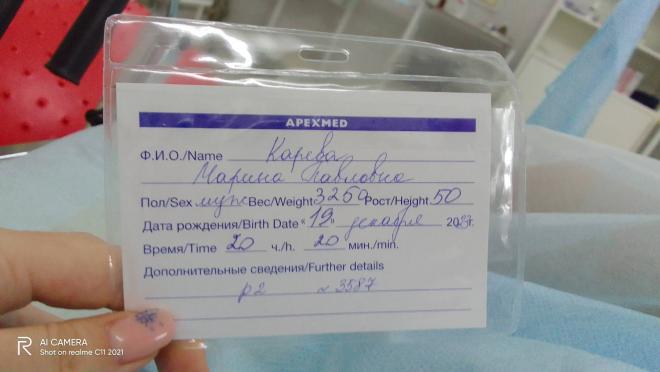 APEXMED
Ф.И.О./Name Карева
Марина Павловна
Пол/Sex муж Вес/Weight 3250 Рост/Height 50
Дата рождения/Birth Date "19" декабря 2023г.
Время/Time 20 ч./h. 20 мин./min.
Дополнительные сведения/Further details
р2 ~3587
AI CAMERA
Shot on realme C11 2021